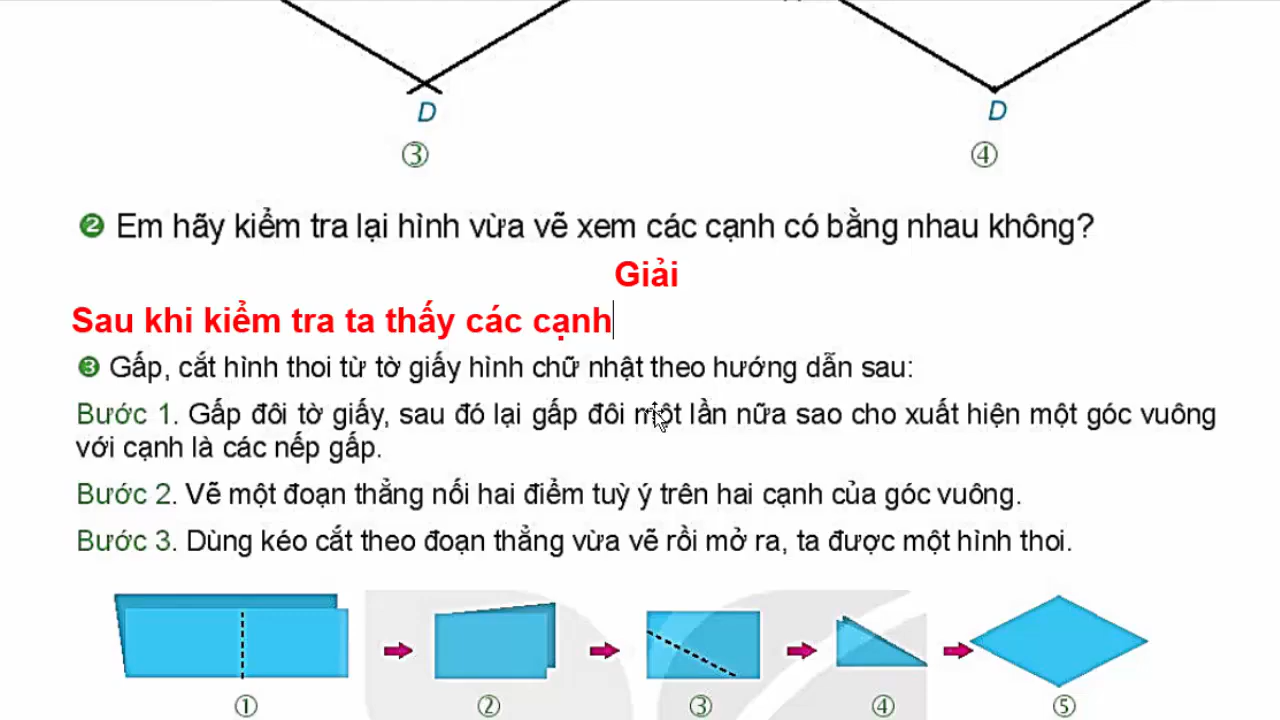 D D
③ ④
❷ Em hãy kiểm tra lại hình vừa vẽ xem các cạnh có bằng nhau không?
Giải
Sau khi kiểm tra ta thấy các cạnh
❸ Gấp, cắt hình thoi từ tờ giấy hình chữ nhật theo hướng dẫn sau:
Bước 1. Gấp đôi tờ giấy, sau đó lại gấp đôi một lần nữa sao cho xuất hiện một góc vuông
với cạnh là các nếp gấp.
Bước 2. Vẽ một đoạn thẳng nối hai điểm tuỳ ý trên hai cạnh của góc vuông.
Bước 3. Dùng kéo cắt theo đoạn thẳng vừa vẽ rồi mở ra, ta được một hình thoi.
① ② ③ ④ ⑤